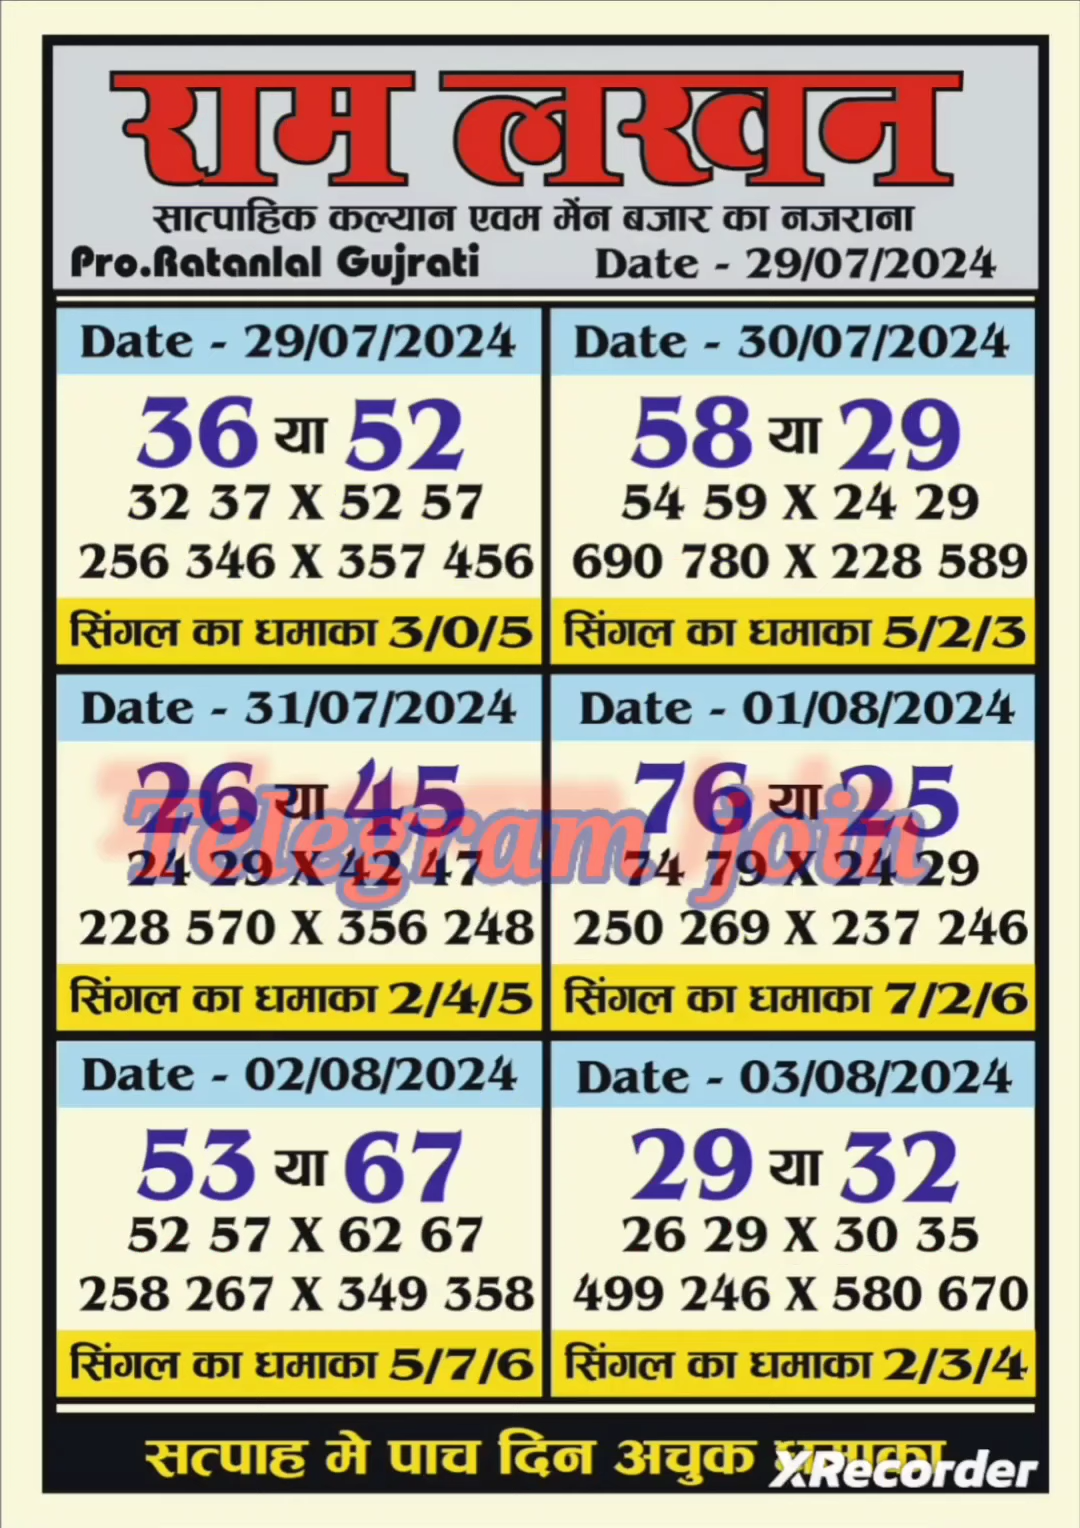 राम लखन
सात्पाहिक कल्यान एवम मेंन बजार का नजराना
Pro.Ratanlal Gujrati Date - 29/07/2024
Date - 29/07/2024
36 या 52
32 37 X 52 57
256 346 X 357 456
सिंगल का धमाका 3/0/5
Date - 30/07/2024
58 या 29
54 59 X 24 29
690 780 X 228 589
सिंगल का धमाका 5/2/3
Date - 31/07/2024
26 या 45
24 29 X 42 47
228 570 X 356 248
सिंगल का धमाका 2/4/5
Date - 01/08/2024
76 या 25
74 79 X 24 29
250 269 X 237 246
सिंगल का धमाका 7/2/6
Telegram Ijoin
Date - 02/08/2024
53 या 67
52 57 X 62 67
258 267 X 349 358
सिंगल का धमाका 5/7/6
Date - 03/08/2024
29 या 32
26 29 X 30 35
499 246 X 580 670
सिंगल का धमाका 2/3/4
सत्पाह मे पाच दिन अचुक
XRecorder